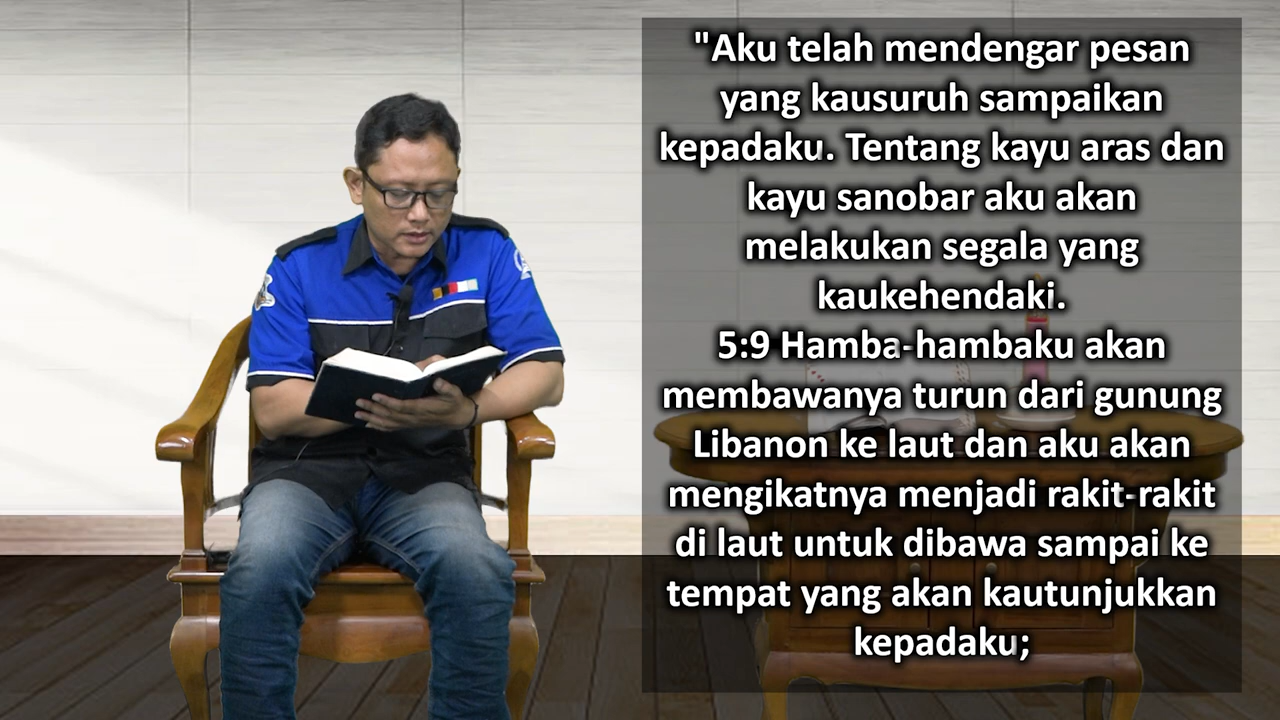 "Aku telah mendengar pesan
yang kausuruh sampaikan
kepadaku. Tentang kayu aras dan
kayu sanobar aku akan
melakukan segala yang
kaukehendaki.
5:9 Hamba-hambaku akan
membawanya turun dari gunung
Libanon ke laut dan aku akan
mengikatnya menjadi rakit-rakit
di laut untuk dibawa sampai ke
tempat yang akan kautunjukkan
kepadaku;